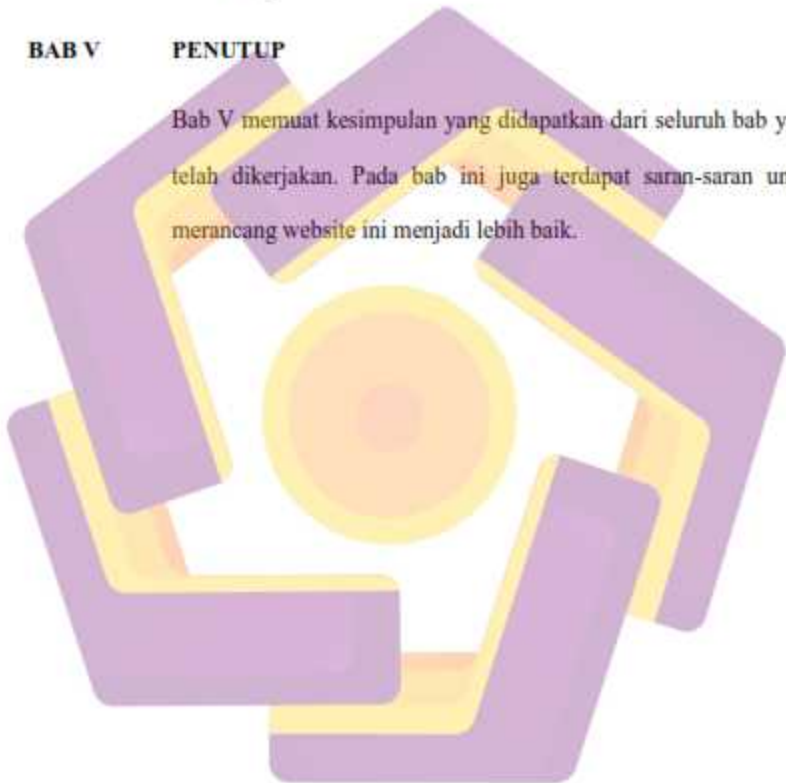 BAB V PENUTUP
Bab V memuat kesimpulan yang didapatkan dari seluruh bab y
telah dikerjakan. Pada bab ini juga terdapat saran-saran un
merancang website ini menjadi lebih baik.